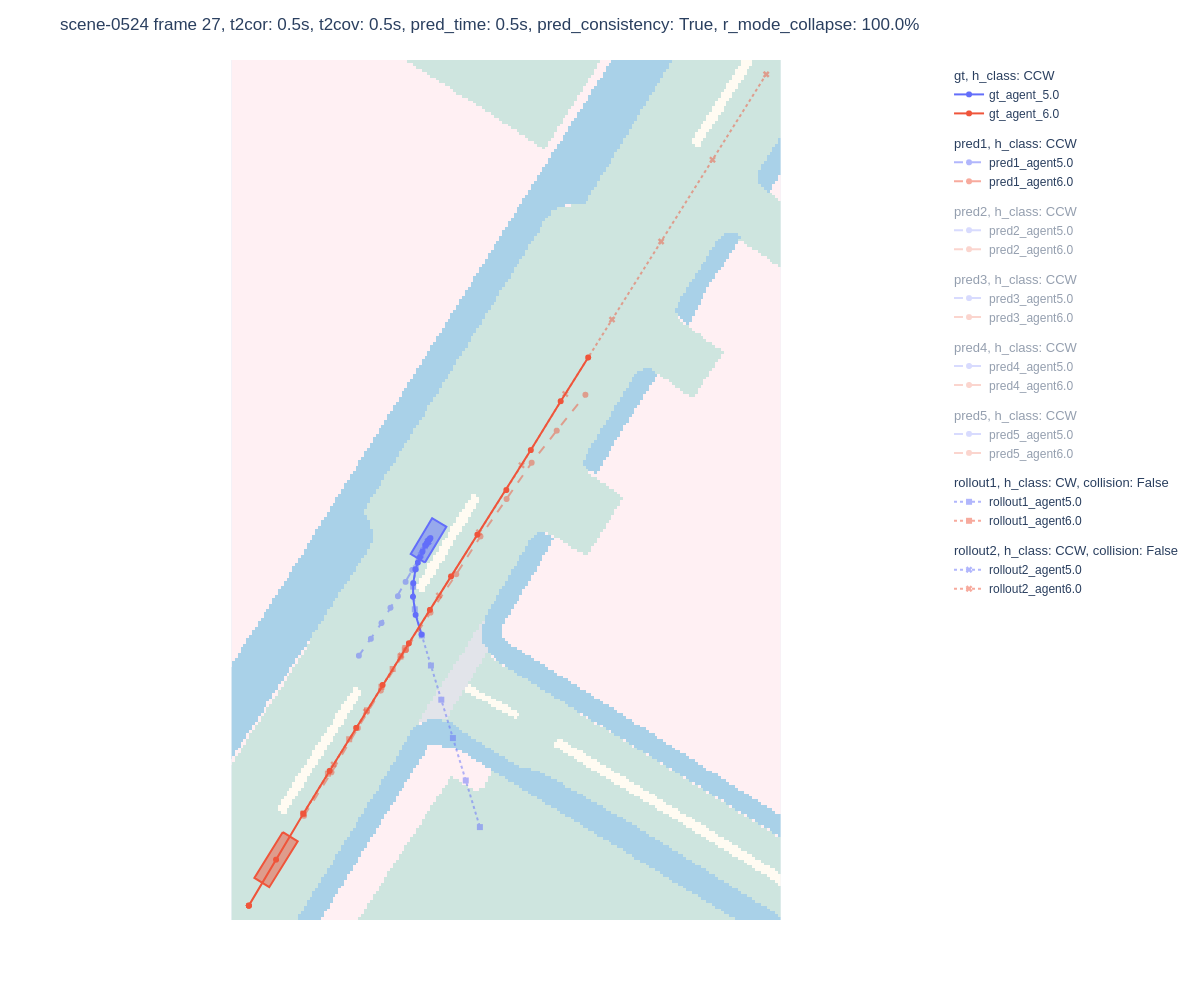 scene-0524 frame 27, t2cor: 0.5s, t2cov: 0.5s, pred_time: 0.5s, pred_consistency: True, r_mode_collapse: 100.0%
gt, h_class: CCW
gt_agent_5.0
gt_agent_6.0
pred1, h_class: CCW
pred1_agent5.0
pred1_agent6.0
pred2, h_class: CCW
pred2_agent5.0
pred2_agent6.0
pred3, h_class: CCW
pred3_agent5.0
pred3_agent6.0
pred4, h_class: CCW
pred4_agent5.0
pred4_agent6.0
pred5, h_class: CCW
pred5_agent5.0
pred5_agent6.0
rollout1, h_class: CW, collision: False
rollout1_agent5.0
rollout1_agent6.0
rollout2, h_class: CCW, collision: False
rollout2_agent5.0
rollout2_agent6.0